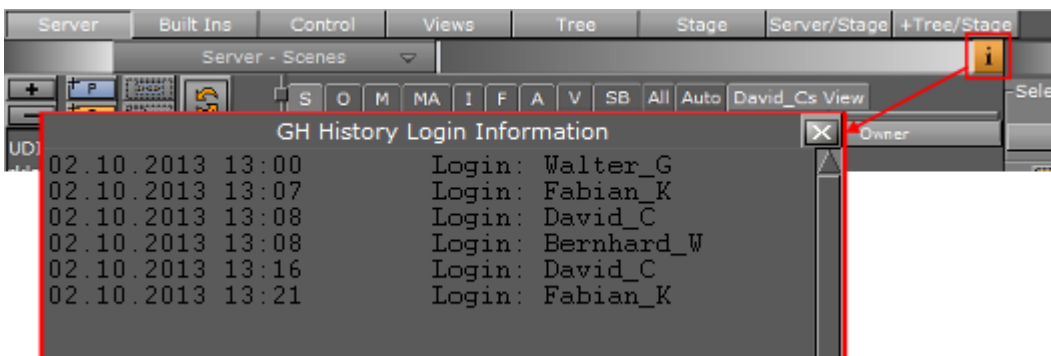 Server Built Ins Control Views Tree Stage Server/Stage +Tree/Stage
Server - Scenes i
+ P S O M MA I F A V SB All Auto David_Cs View Sele
GH History Login Information X Owner
UDI
02.10.2013 13:00 Login: Walter_G
02.10.2013 13:07 Login: Fabian_K
02.10.2013 13:08 Login: David_C
02.10.2013 13:08 Login: Bernhard_W
02.10.2013 13:16 Login: David_C
02.10.2013 13:21 Login: Fabian_K